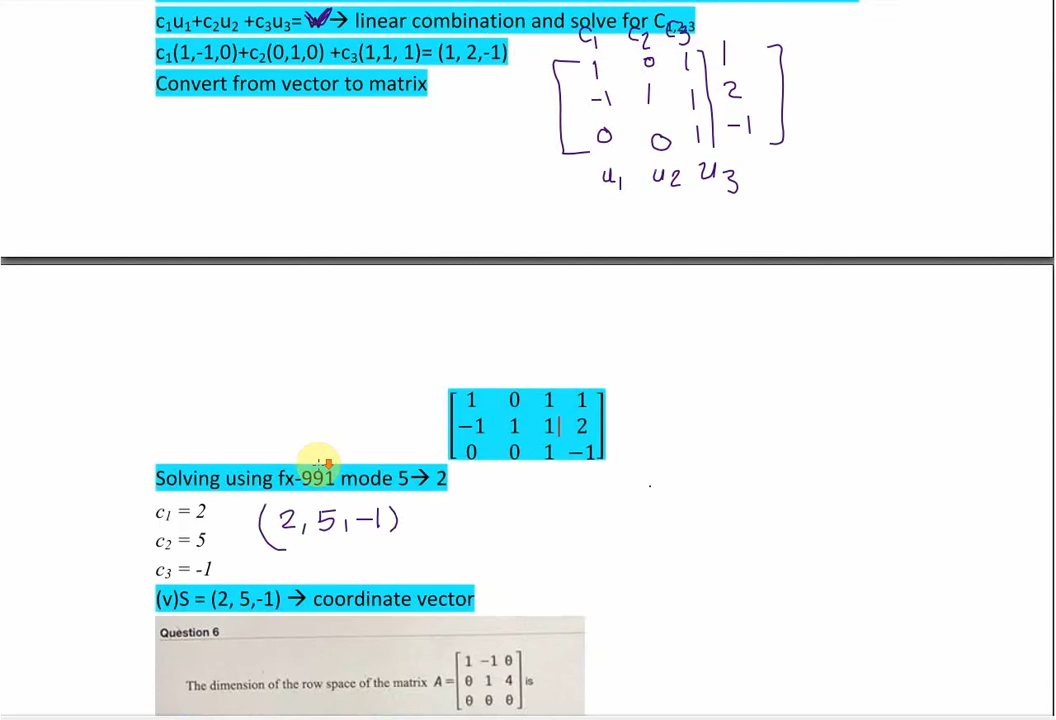 c₁u₁+c₂u₂ +c₃u₃= → linear combination and solve for C₁,₂,₃
c₁(1,-1,0)+c₂(0,1,0) +c₃(1,1, 1)= (1, 2,-1)
Convert from vector to matrix
C₁ C₂ C₃
1 0 1 | 1
-1 1 1 | 2
0 0 1 | -1
u₁ u₂ u₃
1 0 1 1
−1 1 1| 2
0 0 1 −1
Solving using fx-991 mode 5→ 2
c₁ = 2
c₂ = 5
c₃ = -1
(2, 5, -1)
(v)S = (2, 5,-1) → coordinate vector
Question 6
The dimension of the row space of the matrix A = [1 −1 0
0 1 4
0 0 0] is